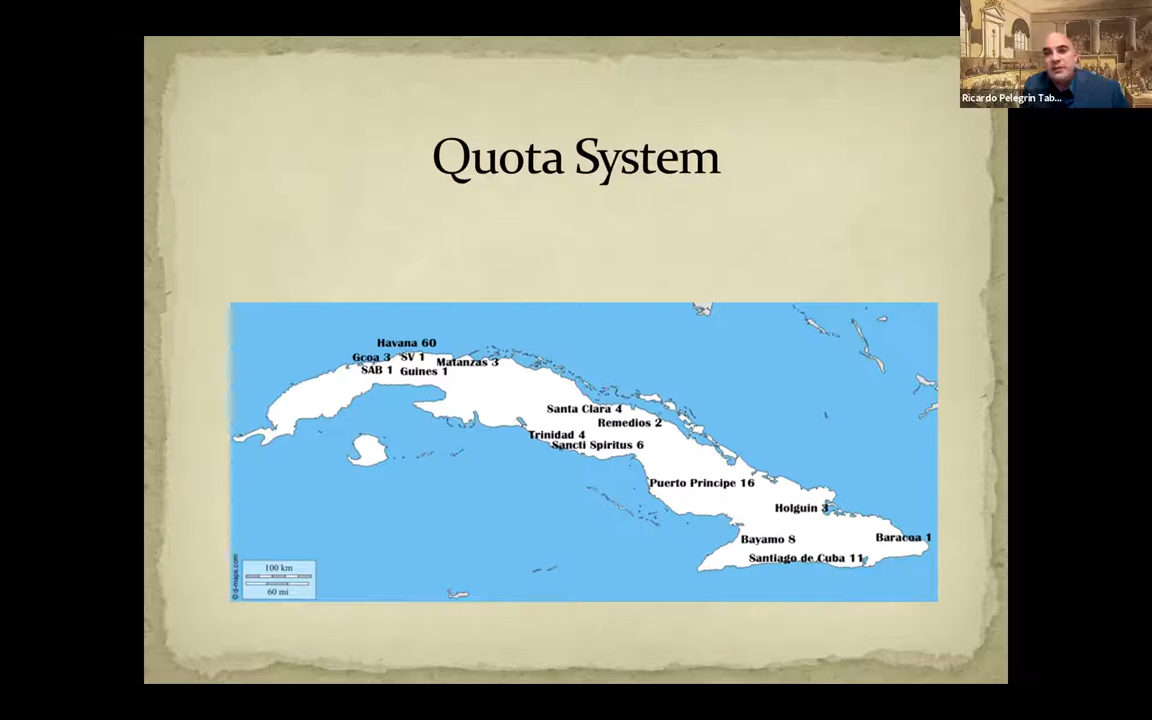 Ricardo Pelegrin Tab...
Quota System
Havana 60
Gcoa 3 SV 1
Matanzas 3
SAB 1 Guines 1
Santa Clara 4
Remedios 2
Trinidad 4
Sancti Spiritus 6
Puerto Principe 16
Holguin 3
Bayamo 8
Baracoa 1
Santiago de Cuba 11
100 km
60 mi
© d-maps.com